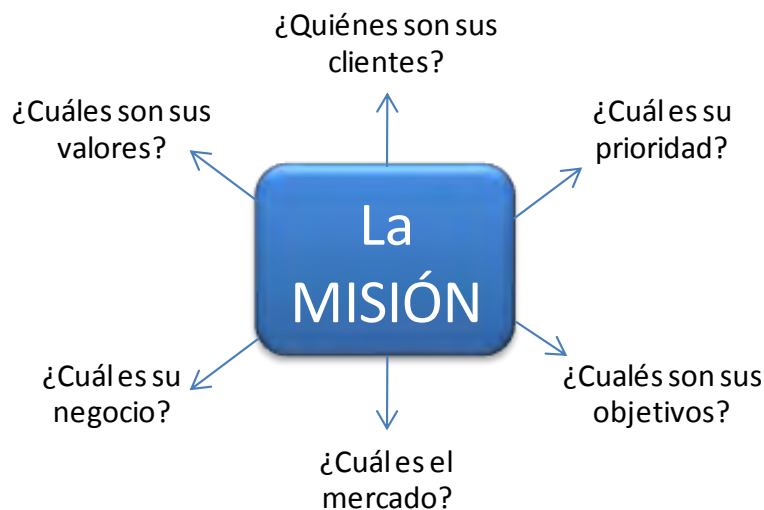 ¿Quiénes son sus
clientes?
¿Cuáles son sus
valores?
¿Cuál es su
prioridad?
La
MISIÓN
¿Cuál es su
negocio?
¿Cualés son sus
objetivos?
¿Cuál es el
mercado?